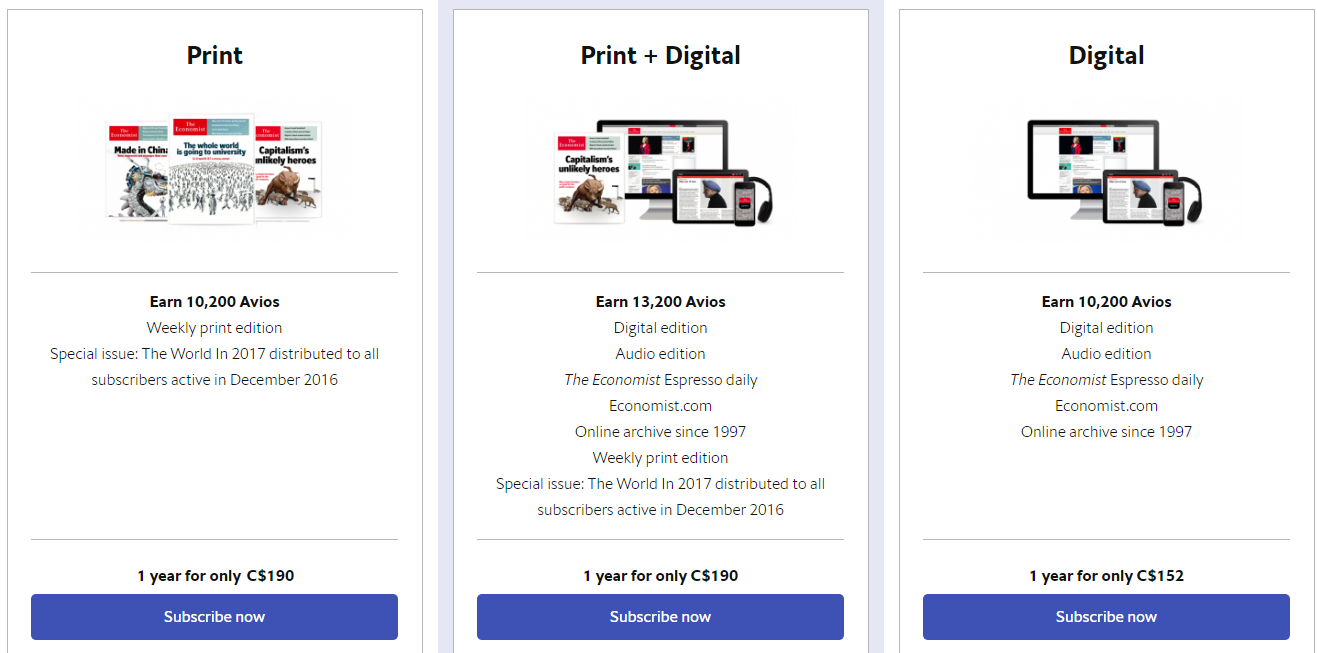 Print
The Economist
Made in China
The Economist
The whole world
is going to university
The Economist
Capitalism's
unlikely heroes
Earn 10,200 Avios
Weekly print edition
Special issue: The World In 2017 distributed to all
subscribers active in December 2016
1 year for only C$190
Subscribe now
Print + Digital
The Economist
Capitalism's
unlikely heroes
Earn 13,200 Avios
Digital edition
Audio edition
The Economist Espresso daily
Economist.com
Online archive since 1997
Weekly print edition
Special issue: The World In 2017 distributed to all
subscribers active in December 2016
1 year for only C$190
Subscribe now
Digital
Earn 10,200 Avios
Digital edition
Audio edition
The Economist Espresso daily
Economist.com
Online archive since 1997
1 year for only C$152
Subscribe now